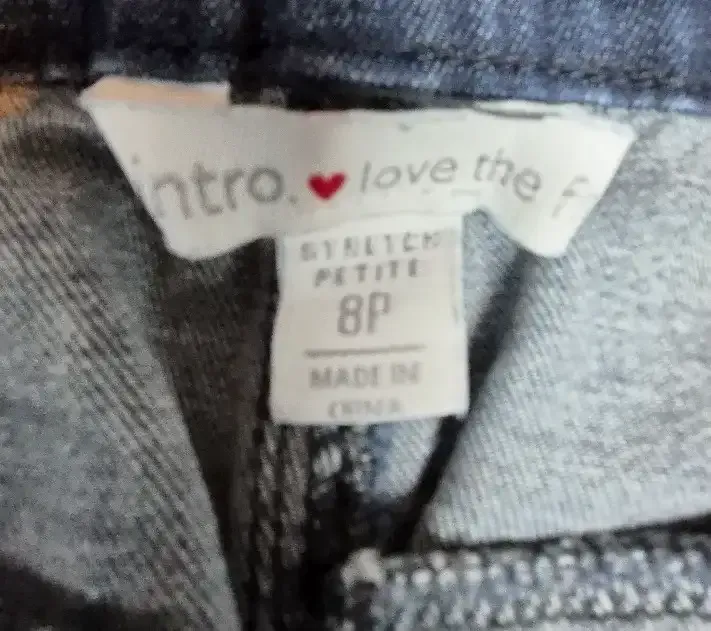 intro. love the f
STRETCH
PETITE
8P
MADE IN
CHINA